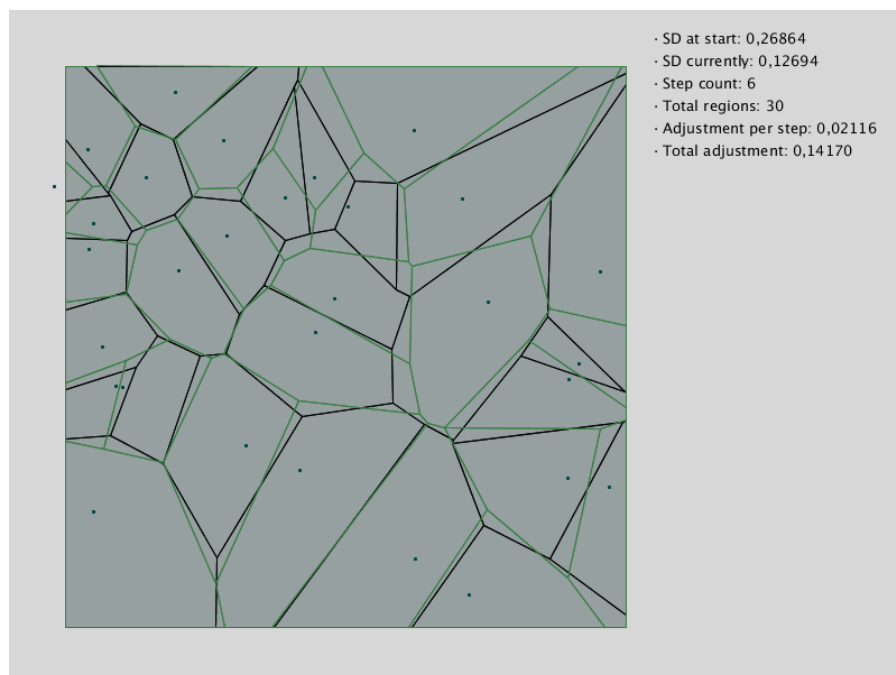 · SD at start: 0,26864
· SD currently: 0,12694
· Step count: 6
· Total regions: 30
· Adjustment per step: 0,02116
· Total adjustment: 0,14170